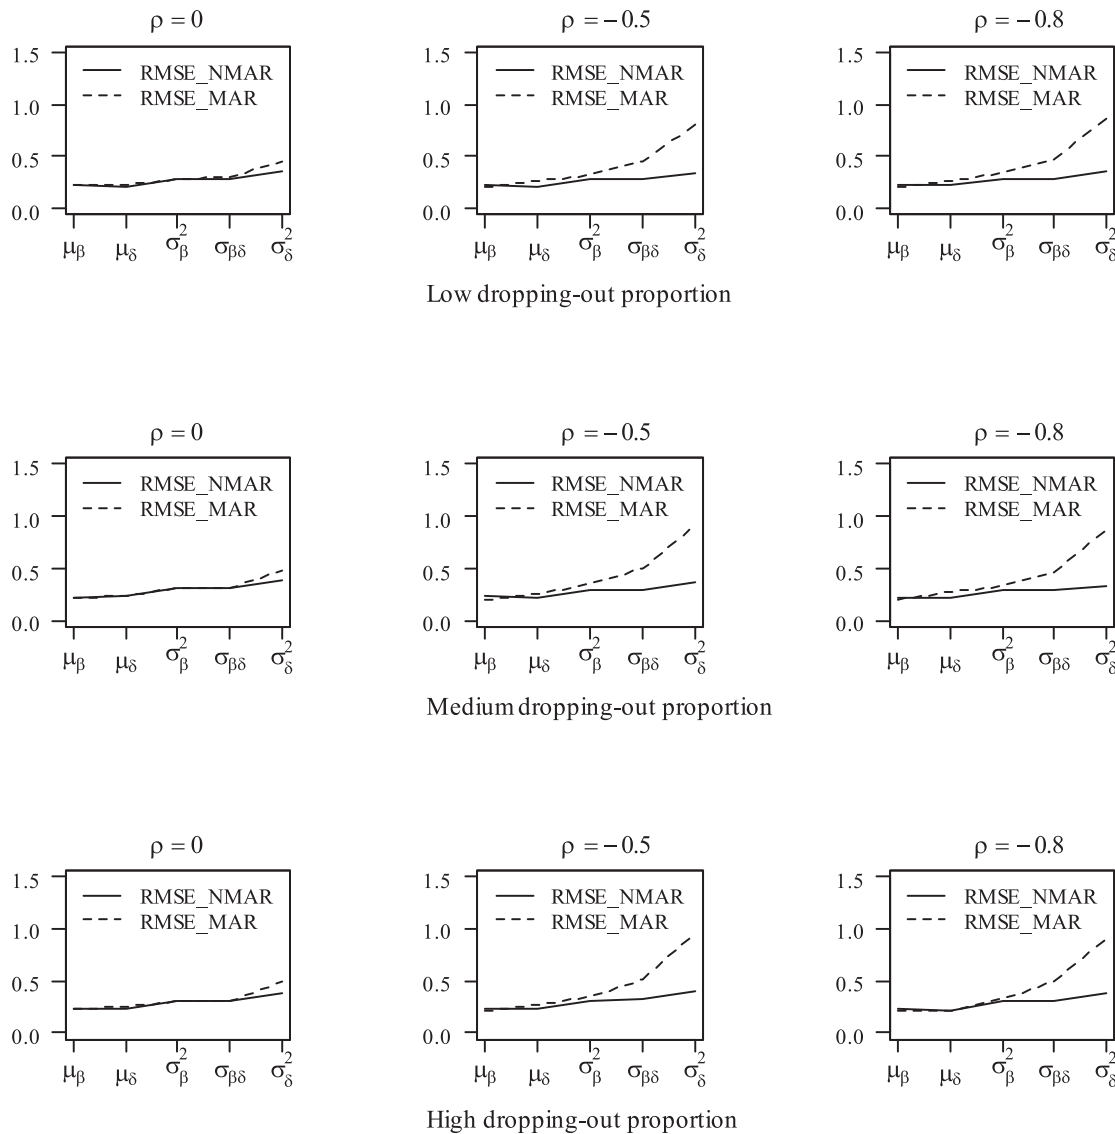 ρ = 0
ρ = −0.5
ρ = −0.8
1.5
1.0
0.5
0.0
RMSE_NMAR
RMSE_MAR
μβ μδ σ²β σβδ σ²δ
1.5
1.0
0.5
0.0
RMSE_NMAR
RMSE_MAR
μβ μδ σ²β σβδ σ²δ
1.5
1.0
0.5
0.0
RMSE_NMAR
RMSE_MAR
μβ μδ σ²β σβδ σ²δ
Low dropping-out proportion
ρ = 0
ρ = −0.5
ρ = −0.8
1.5
1.0
0.5
0.0
RMSE_NMAR
RMSE_MAR
μβ μδ σ²β σβδ σ²δ
1.5
1.0
0.5
0.0
RMSE_NMAR
RMSE_MAR
μβ μδ σ²β σβδ σ²δ
1.5
1.0
0.5
0.0
RMSE_NMAR
RMSE_MAR
μβ μδ σ²β σβδ σ²δ
Medium dropping-out proportion
ρ = 0
ρ = −0.5
ρ = −0.8
1.5
1.0
0.5
0.0
RMSE_NMAR
RMSE_MAR
μβ μδ σ²β σβδ σ²δ
1.5
1.0
0.5
0.0
RMSE_NMAR
RMSE_MAR
μβ μδ σ²β σβδ σ²δ
1.5
1.0
0.5
0.0
RMSE_NMAR
RMSE_MAR
μβ μδ σ²β σβδ σ²δ
High dropping-out proportion